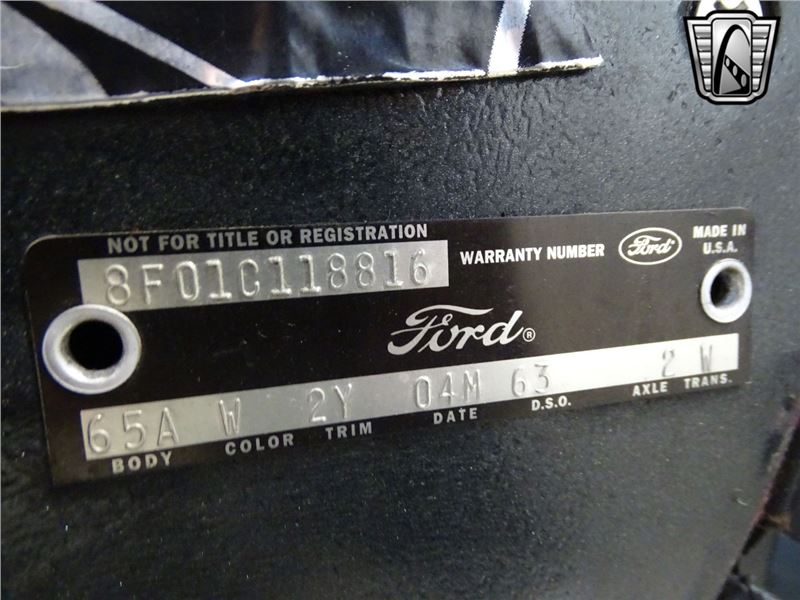 NOT FOR TITLE OR REGISTRATION
8F01C118816
WARRANTY NUMBER
Ford
MADE IN
U.S.A.
Ford®
65A W 2Y 04M 63 2 W
BODY COLOR TRIM DATE D.S.O. AXLE TRANS.